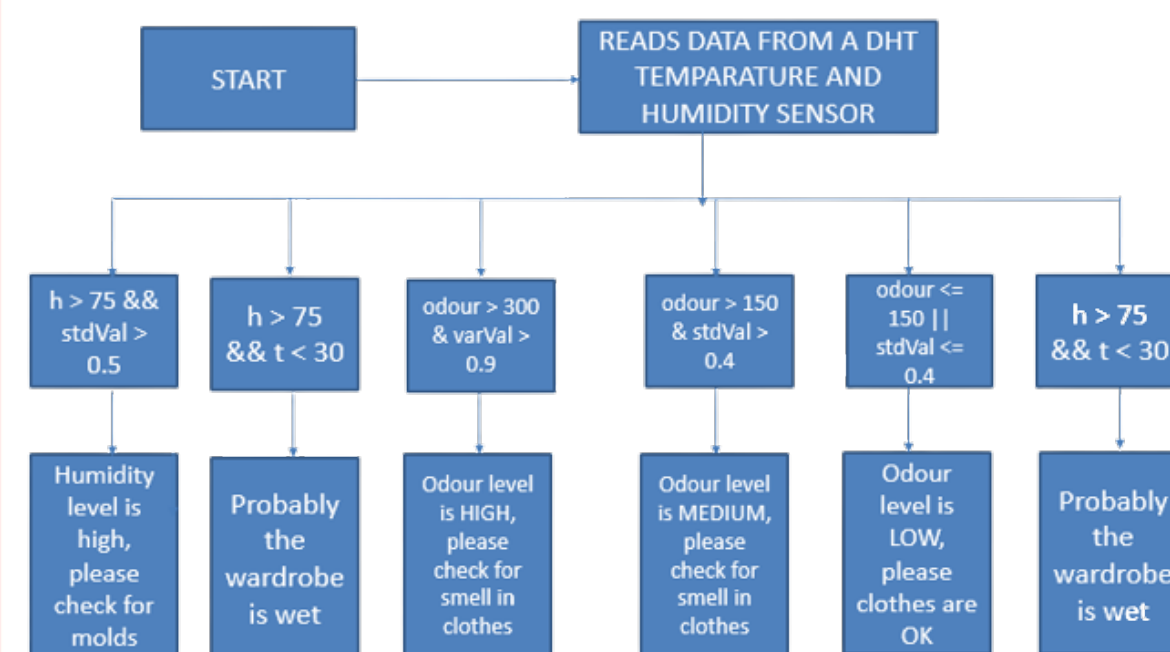 START
READS DATA FROM A DHT
TEMPARATURE AND
HUMIDITY SENSOR
h > 75 &&
stdVal >
0.5
h > 75
&& t < 30
odour > 300
& varVal >
0.9
odour > 150
& stdVal >
0.4
odour <=
150 ||
stdVal <=
0.4
h > 75
&& t < 30
Humidity
level is
high,
please
check for
molds
Probably
the
wardrobe
is wet
Odour level
is HIGH,
please
check for
smell in
clothes
Odour level
is MEDIUM,
please
check for
smell in
clothes
Odour
level is
LOW,
please
clothes are
OK
Probably
the
wardrobe
is wet